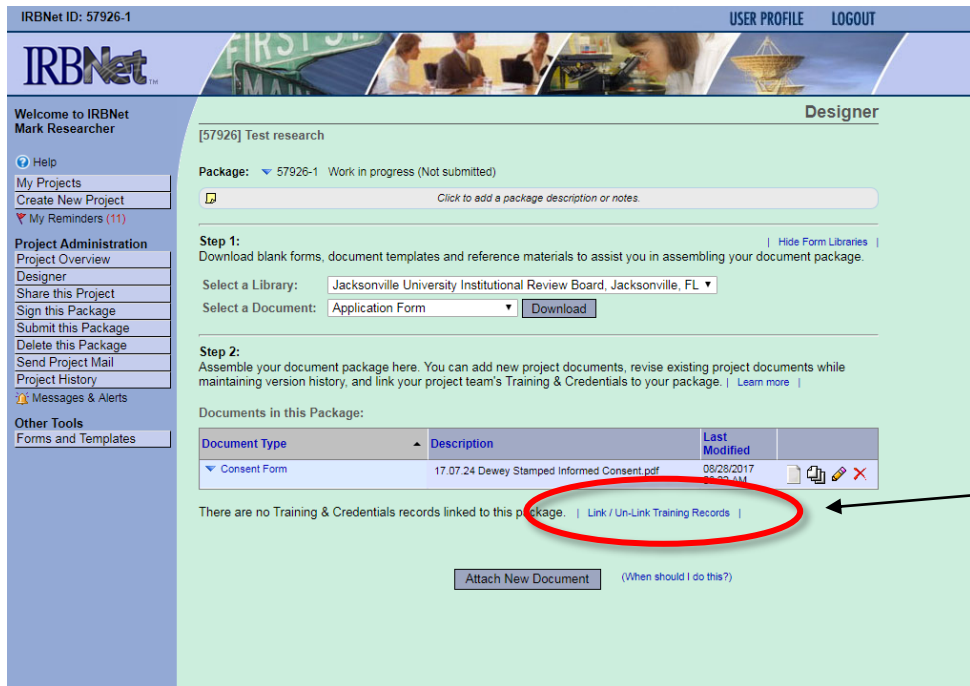 IRBNet ID: 57926-1
USER PROFILE LOGOUT
FIRST ST
MAIN
IRBNet™
Welcome to IRBNet
Mark Researcher
Help
My Projects
Create New Project
My Reminders (11)
Project Administration
Project Overview
Designer
Share this Project
Sign this Package
Submit this Package
Delete this Package
Send Project Mail
Project History
Messages & Alerts
Other Tools
Forms and Templates
Designer
[57926] Test research
Package: 57926-1 Work in progress (Not submitted)
Click to add a package description or notes.
Step 1: | Hide Form Libraries |
Download blank forms, document templates and reference materials to assist you in assembling your document package.
Select a Library: Jacksonville University Institutional Review Board, Jacksonville, FL
Select a Document: Application Form Download
Step 2:
Assemble your document package here. You can add new project documents, revise existing project documents while
maintaining version history, and link your project team's Training & Credentials to your package. | Learn more |
Documents in this Package:
Document Type Description Last Modified
Consent Form 17.07.24 Dewey Stamped Informed Consent.pdf 08/28/2017
AM
There are no Training & Credentials records linked to this package. | Link / Un-Link Training Records |
Attach New Document (When should I do this?)